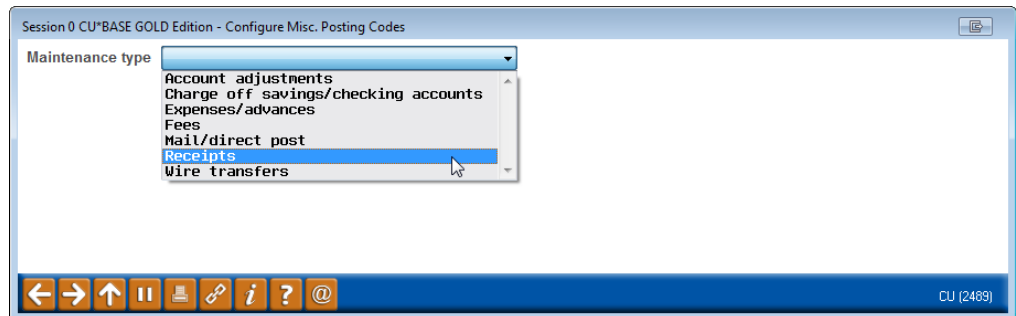 Session 0 CU*BASE GOLD Edition - Configure Misc. Posting Codes
Maintenance type
Account adjustments
Charge off savings/checking accounts
Expenses/advances
Fees
Mail/direct post
Receipts
Wire transfers
CU (2489)